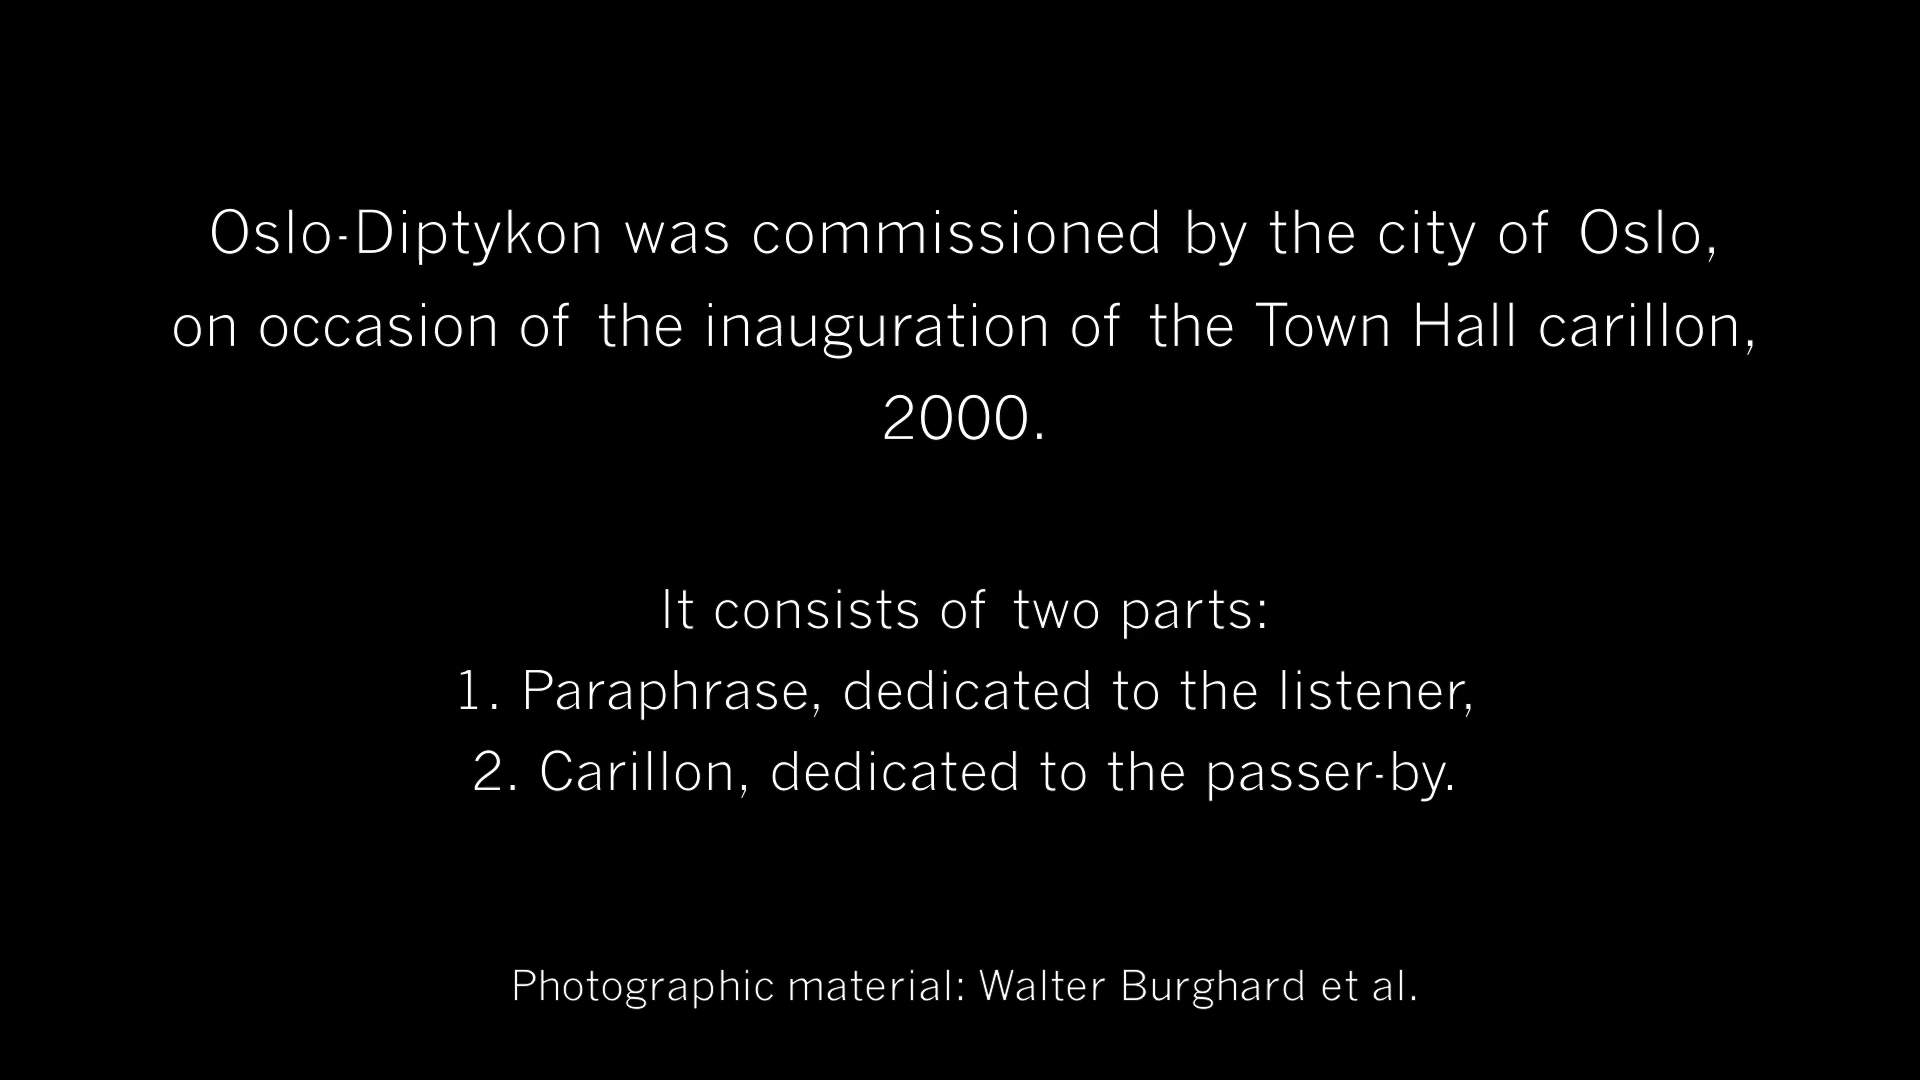 Oslo-Diptykon was commissioned by the city of Oslo,
on occasion of the inauguration of the Town Hall carillon,
2000.
It consists of two parts:
1. Paraphrase, dedicated to the listener,
2. Carillon, dedicated to the passer-by.
Photographic material: Walter Burghard et al.